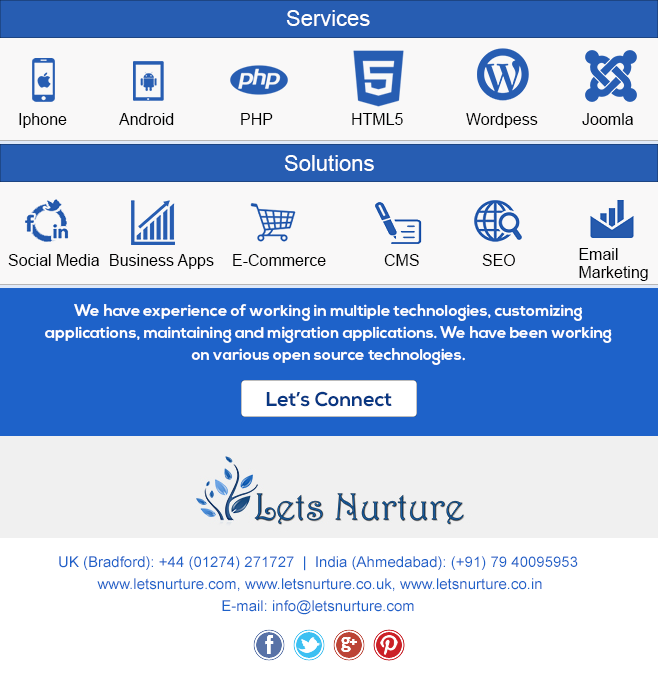 Services
php
Iphone Android PHP HTML5 Wordpess Joomla
Solutions
f in
Social Media Business Apps E-Commerce CMS SEO Email
Marketing
We have experience of working in multiple technologies, customizing
applications, maintaining and migration applications. We have been working
on various open source technologies.
Let's Connect
Lets Nurture
UK (Bradford): +44 (01274) 271727 | India (Ahmedabad): (+91) 79 40095953
www.letsnurture.com, www.letsnurture.co.uk, www.letsnurture.co.in
E-mail: info@letsnurture.com
f g+